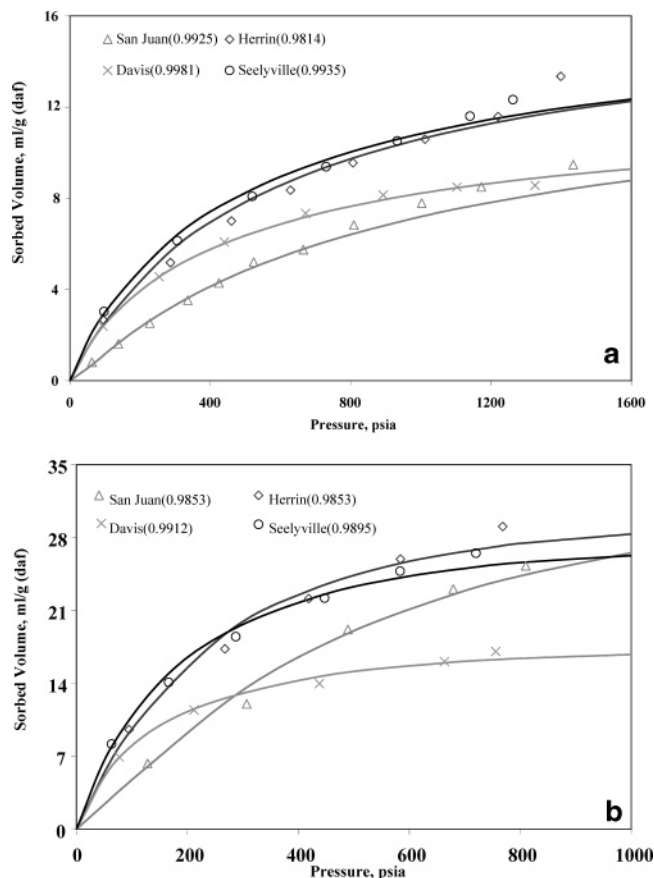 16
San Juan(0.9925) Herrin(0.9814)
Davis(0.9981) Seelyville(0.9935)
12
Sorbed Volume, ml/g (daf)
8
4
a
0
0 400 800 1200 1600
Pressure, psia
35
San Juan(0.9853) Herrin(0.9853)
Davis(0.9912) Seelyville(0.9895)
28
Sorbed Volume, ml/g (daf)
21
14
7
b
0
0 200 400 600 800 1000
Pressure, psia